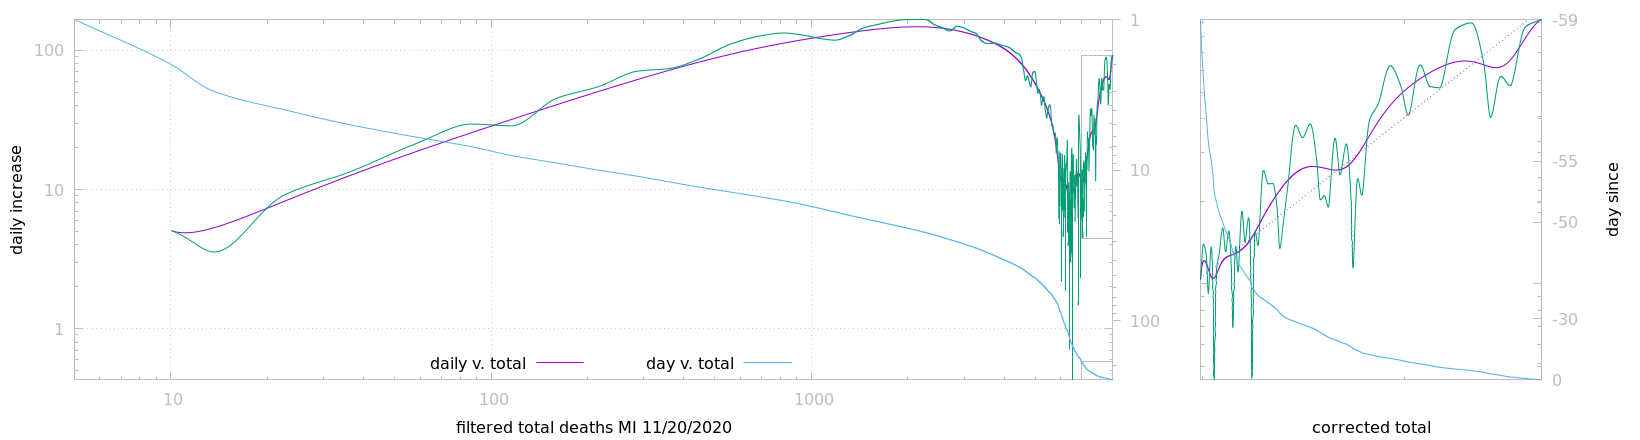 daily increase
100
10
1
1
10
100
daily v. total
day v. total
10
100
1000
filtered total deaths MI 11/20/2020
-59
-55
-50
-30
0
day since
corrected total